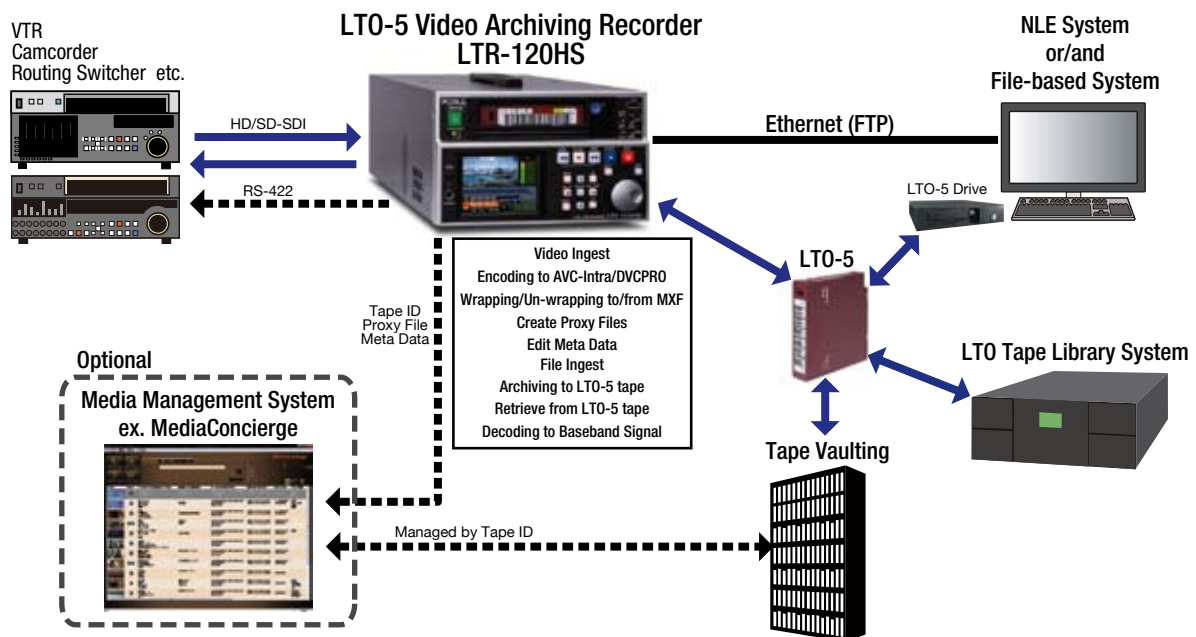 VTR
Camcorder
Routing Switcher etc.
LTO-5 Video Archiving Recorder
LTR-120HS
NLE System
or/and
File-based System
HD/SD-SDI
RS-422
Ethernet (FTP)
LTO-5 Drive
LTO-5
Video Ingest
Encoding to AVC-Intra/DVCPRO
Wrapping/Un-wrapping to/from MXF
Create Proxy Files
Edit Meta Data
File Ingest
Archiving to LTO-5 tape
Retrieve from LTO-5 tape
Decoding to Baseband Signal
Tape ID
Proxy File
Meta Data
LTO Tape Library System
Optional
Media Management System
ex. MediaConcierge
Tape Vaulting
Managed by Tape ID